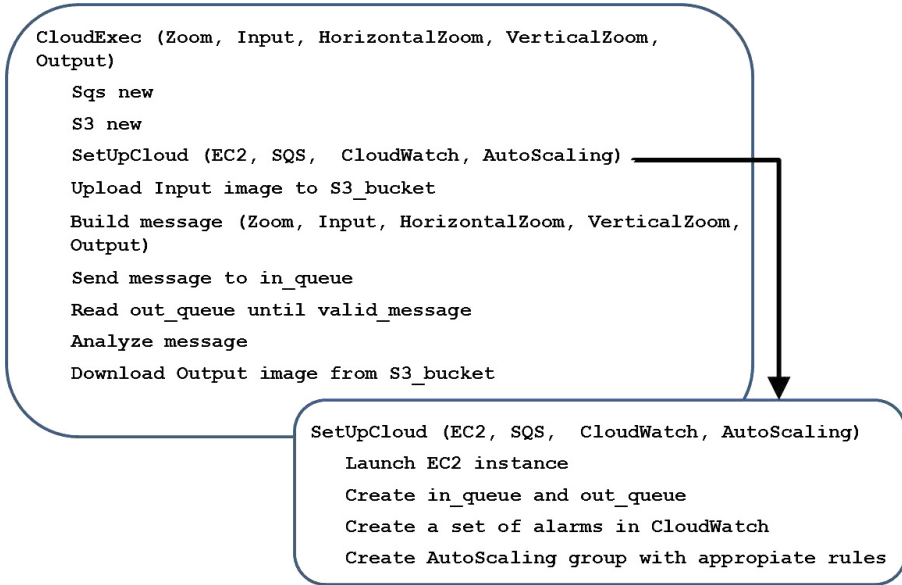 CloudExec (Zoom, Input, HorizontalZoom, VerticalZoom,
Output)
Sqs new
S3 new
SetUpCloud (EC2, SQS, CloudWatch, AutoScaling)
Upload Input image to S3_bucket
Build message (Zoom, Input, HorizontalZoom, VerticalZoom,
Output)
Send message to in_queue
Read out_queue until valid_message
Analyze message
Download Output image from S3_bucket
SetUpCloud (EC2, SQS, CloudWatch, AutoScaling)
Launch EC2 instance
Create in_queue and out_queue
Create a set of alarms in CloudWatch
Create AutoScaling group with appropiate rules